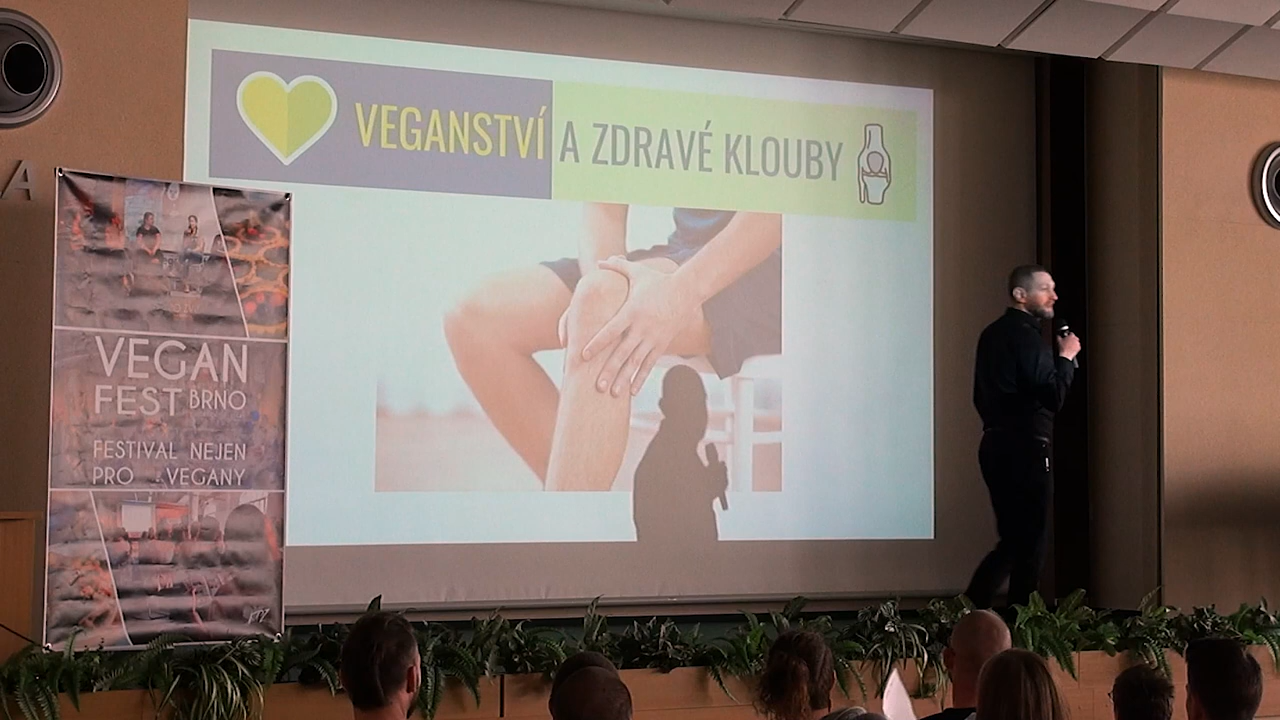 VEGANSTVÍ A ZDRAVÉ KLOUBY
A
VEGAN
FEST BRNO
FESTIVAL NEJEN
PRO VEGANY